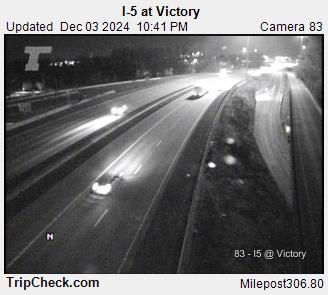 I-5 at Victory
Updated Dec 03 2024 10:41 PM Camera 83
T
N
83 - I5 @ Victory
TripCheck.com Milepost306.80